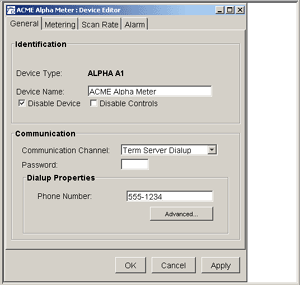 ACME Alpha Meter : Device Editor
General Metering Scan Rate Alarm
Identification
Device Type: ALPHA A1
Device Name: ACME Alpha Meter
Disable Device Disable Controls
Communication
Communication Channel: Term Server Dialup
Password:
Dialup Properties
Phone Number: 555-1234
Advanced...
OK Cancel Apply